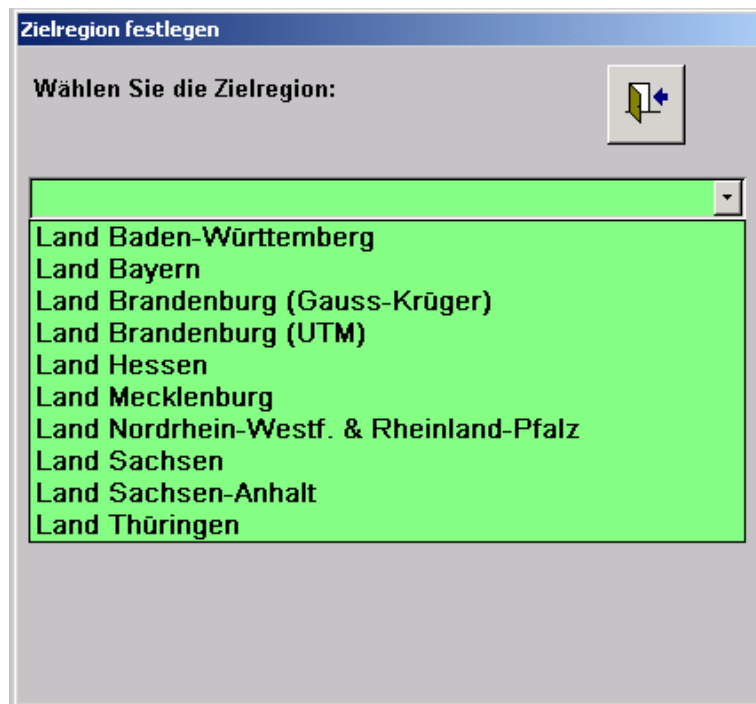 Zielregion festlegen
Wählen Sie die Zielregion:
Land Baden-Württemberg
Land Bayern
Land Brandenburg (Gauss-Krüger)
Land Brandenburg (UTM)
Land Hessen
Land Mecklenburg
Land Nordrhein-Westf. & Rheinland-Pfalz
Land Sachsen
Land Sachsen-Anhalt
Land Thüringen